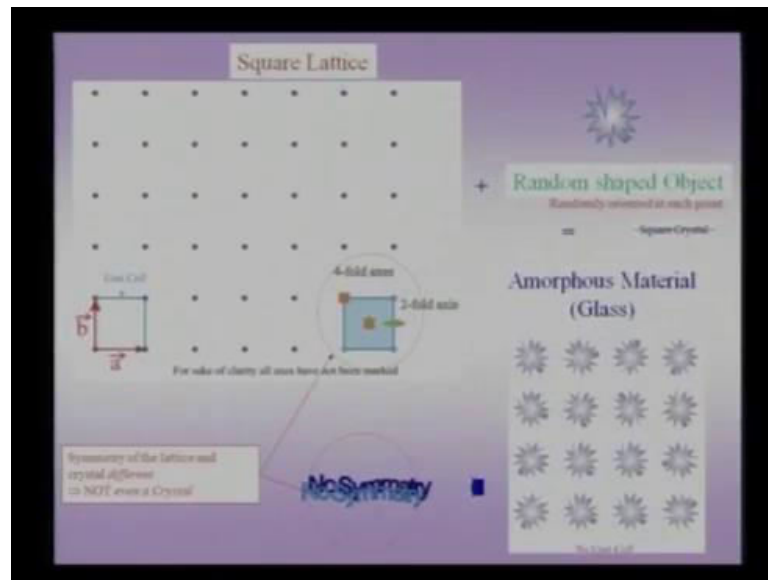 Square Lattice
+
Random shaped Object
Randomly oriented at each point
=
Square Crystal
Amorphous Material
(Glass)
Unit Cell
4-fold axes
2-fold axis
b
a
For sake of clarity all axes have not been marked
Symmetry of the lattice and
crystal different
⇒ NOT even a Crystal
No Symmetry
No Unit Cell